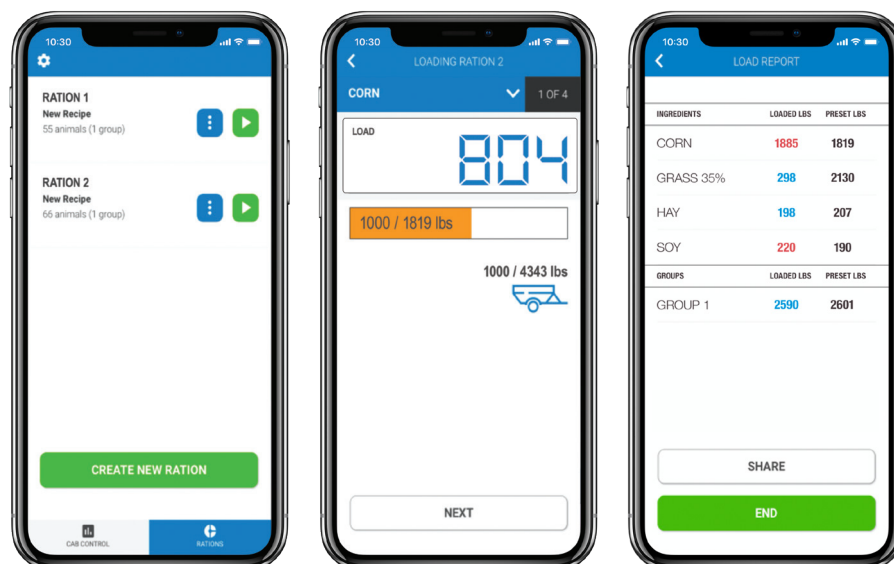 10:30
RATION 1
New Recipe
55 animals (1 group)
RATION 2
New Recipe
66 animals (1 group)
CREATE NEW RATION
CAB CONTROL
RATIONS
10:30
LOADING RATION 2
CORN
1 OF 4
LOAD
804
1000 / 1819 lbs
1000 / 4343 lbs
NEXT
10:30
LOAD REPORT
INGREDIENTS LOADED LBS PRESET LBS
CORN 1885 1819
GRASS 35% 298 2130
HAY 198 207
SOY 220 190
GROUPS LOADED LBS PRESET LBS
GROUP 1 2590 2601
SHARE
END